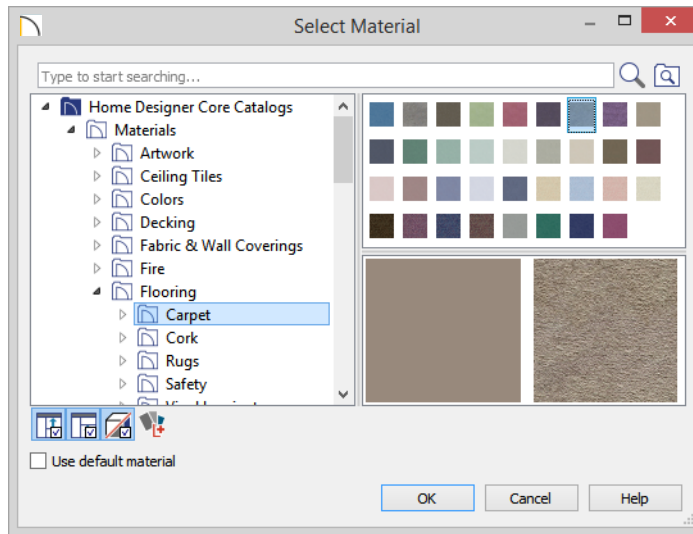 Select Material
Type to start searching...
Home Designer Core Catalogs
Materials
Artwork
Ceiling Tiles
Colors
Decking
Fabric & Wall Coverings
Fire
Flooring
Carpet
Cork
Rugs
Safety
Use default material
OK
Cancel
Help